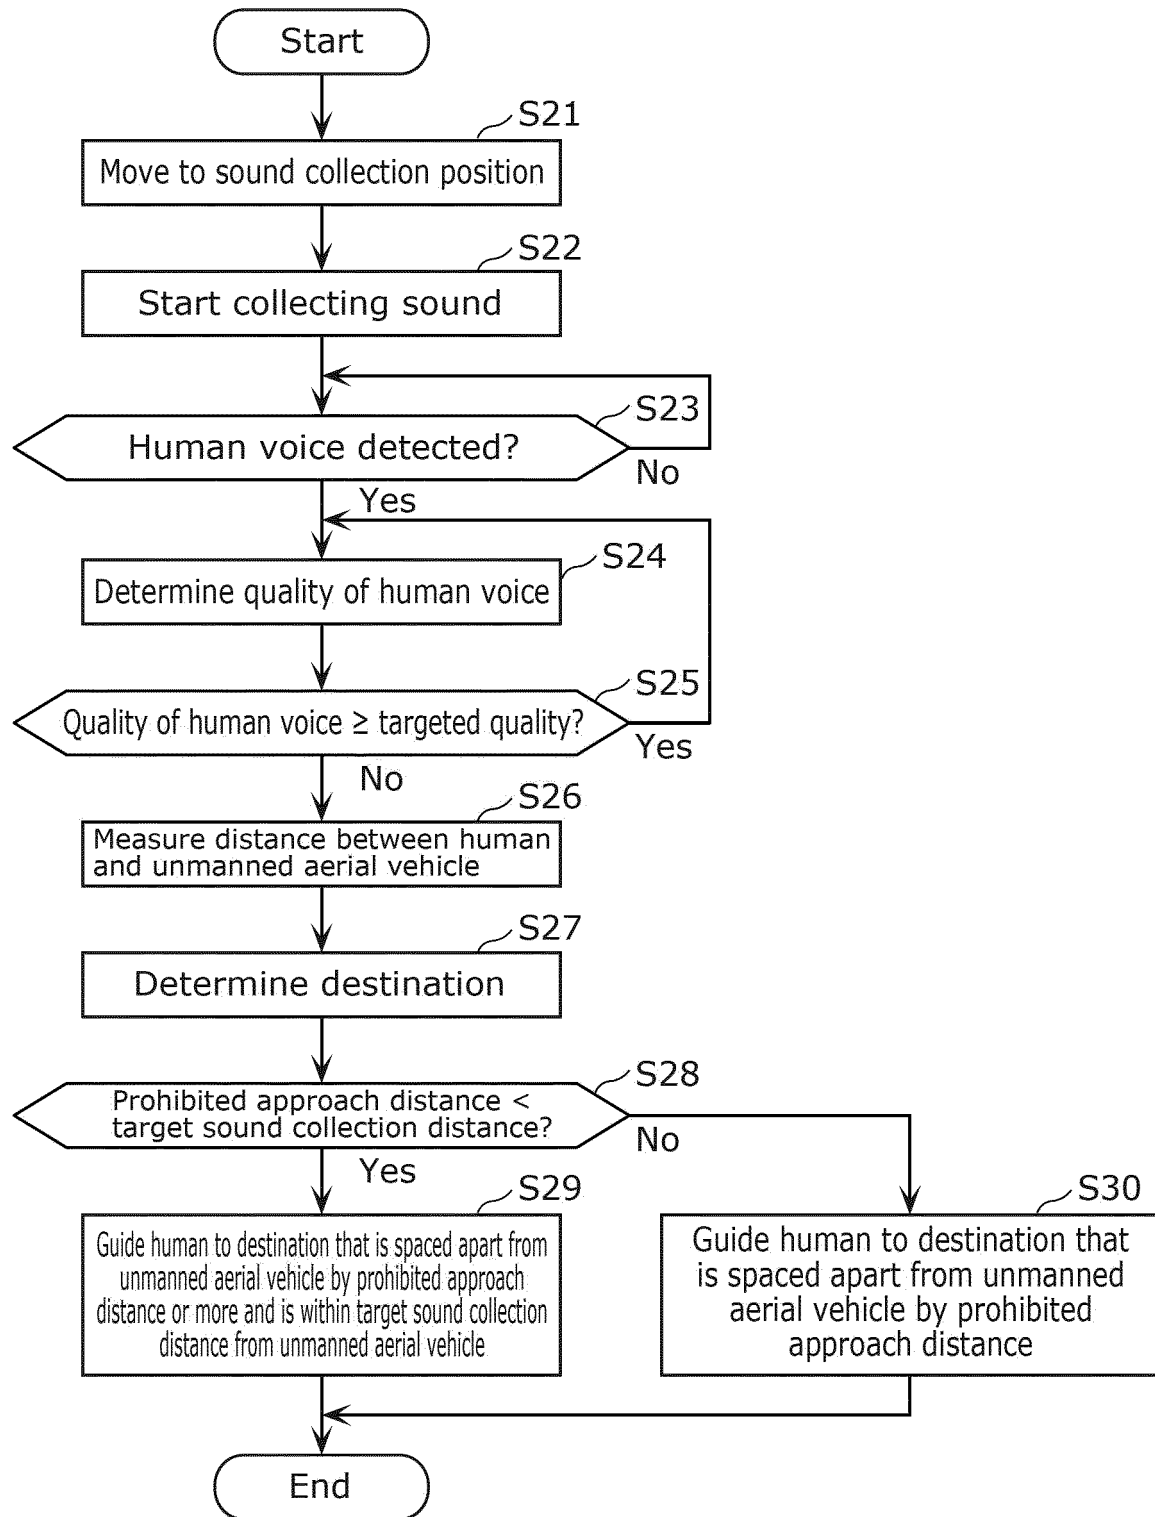 Start
S21
Move to sound collection position
S22
Start collecting sound
S23
Human voice detected?
No
Yes
S24
Determine quality of human voice
S25
Quality of human voice ≥ targeted quality?
Yes
No
S26
Measure distance between human
and unmanned aerial vehicle
S27
Determine destination
S28
Prohibited approach distance <
target sound collection distance?
No
Yes
S29
Guide human to destination that is spaced apart from
unmanned aerial vehicle by prohibited approach
distance or more and is within target sound collection
distance from unmanned aerial vehicle
S30
Guide human to destination that
is spaced apart from unmanned
aerial vehicle by prohibited
approach distance
End